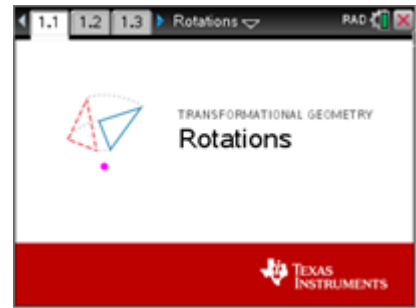 1.1 1.2 1.3 Rotations RAD
TRANSFORMATIONAL GEOMETRY
Rotations
TEXAS
INSTRUMENTS